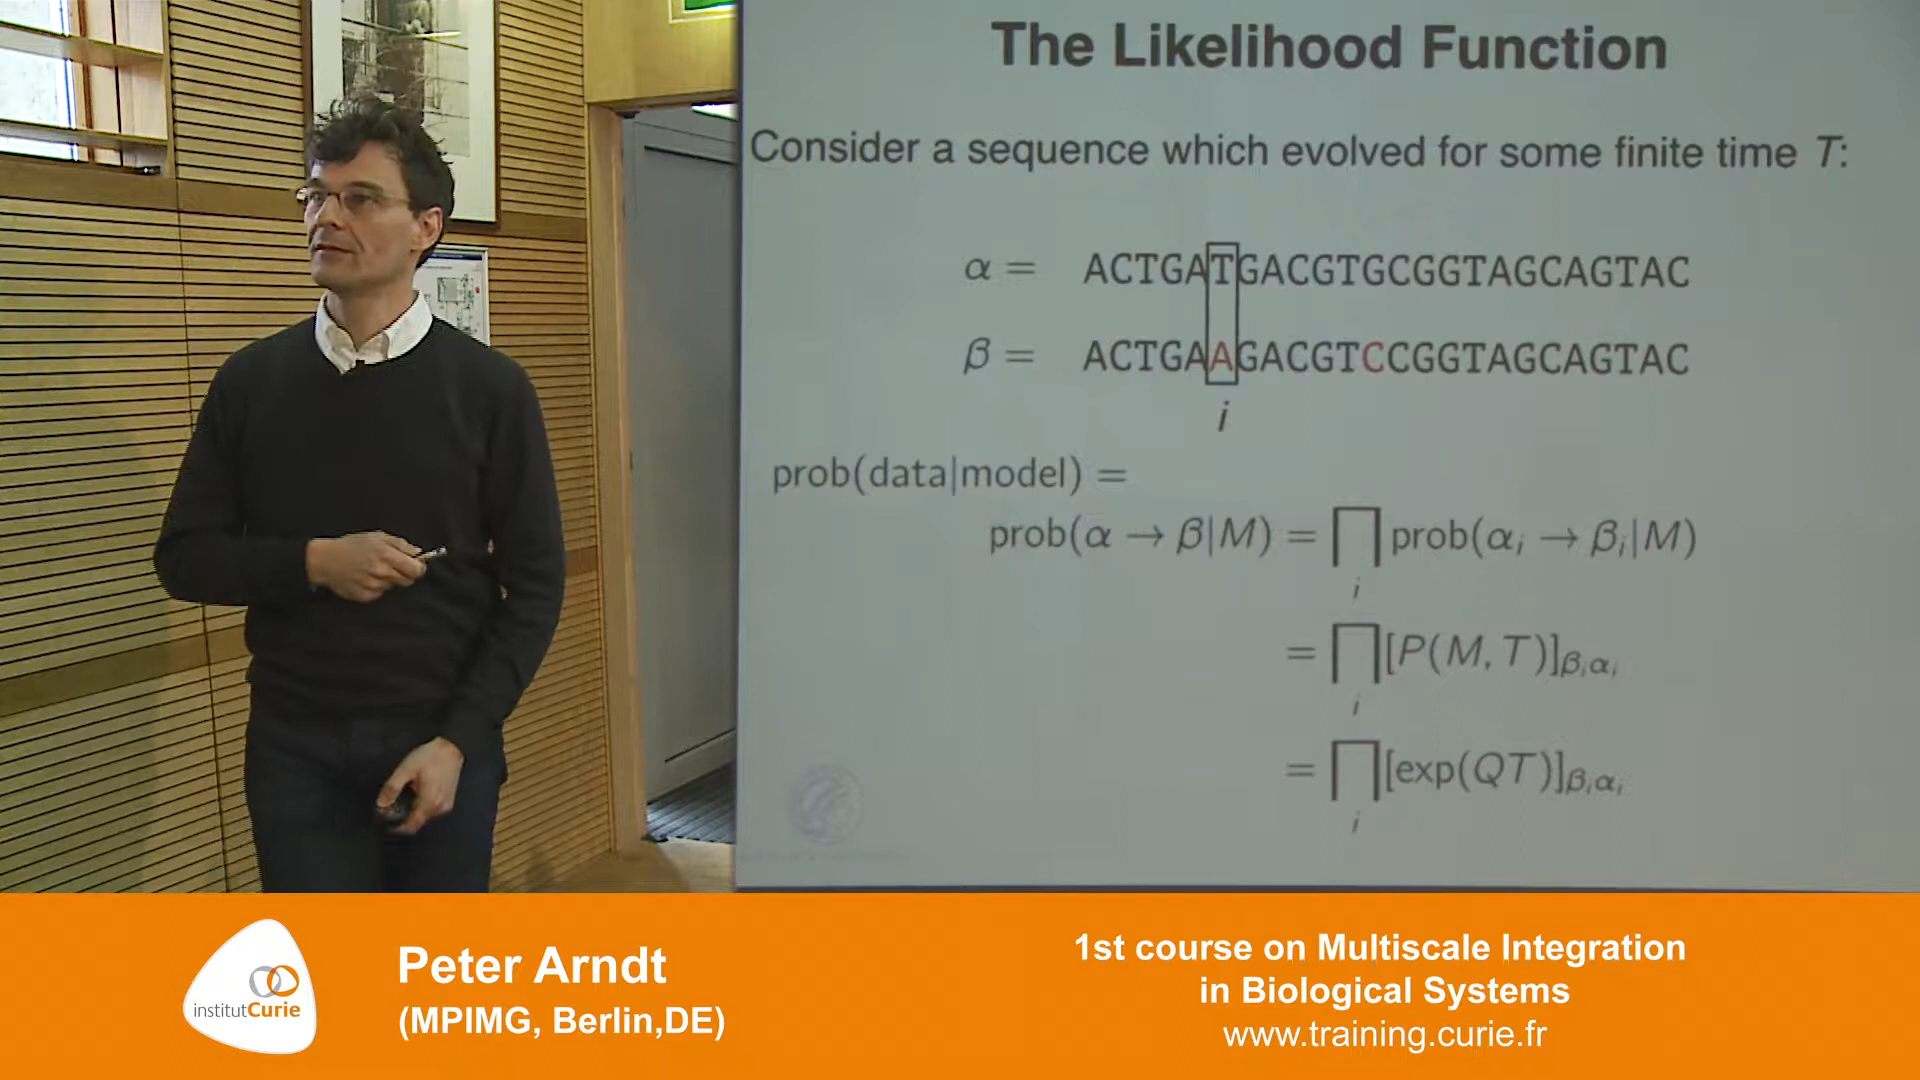 The Likelihood Function
Consider a sequence which evolved for some finite time T:
α = ACTGATGACGTGCGGTAGCAGTAC
β = ACTGAAGACGTCCGGTAGCAGTAC
i
prob(data|model) =
prob(α → β|M) = ∏ prob(αᵢ → βᵢ|M)
i
= ∏ [P(M, T)]βᵢαᵢ
i
= ∏ [exp(QT)]βᵢαᵢ
i
institutCurie
Peter Arndt
(MPIMG, Berlin,DE)
1st course on Multiscale Integration
in Biological Systems
www.training.curie.fr